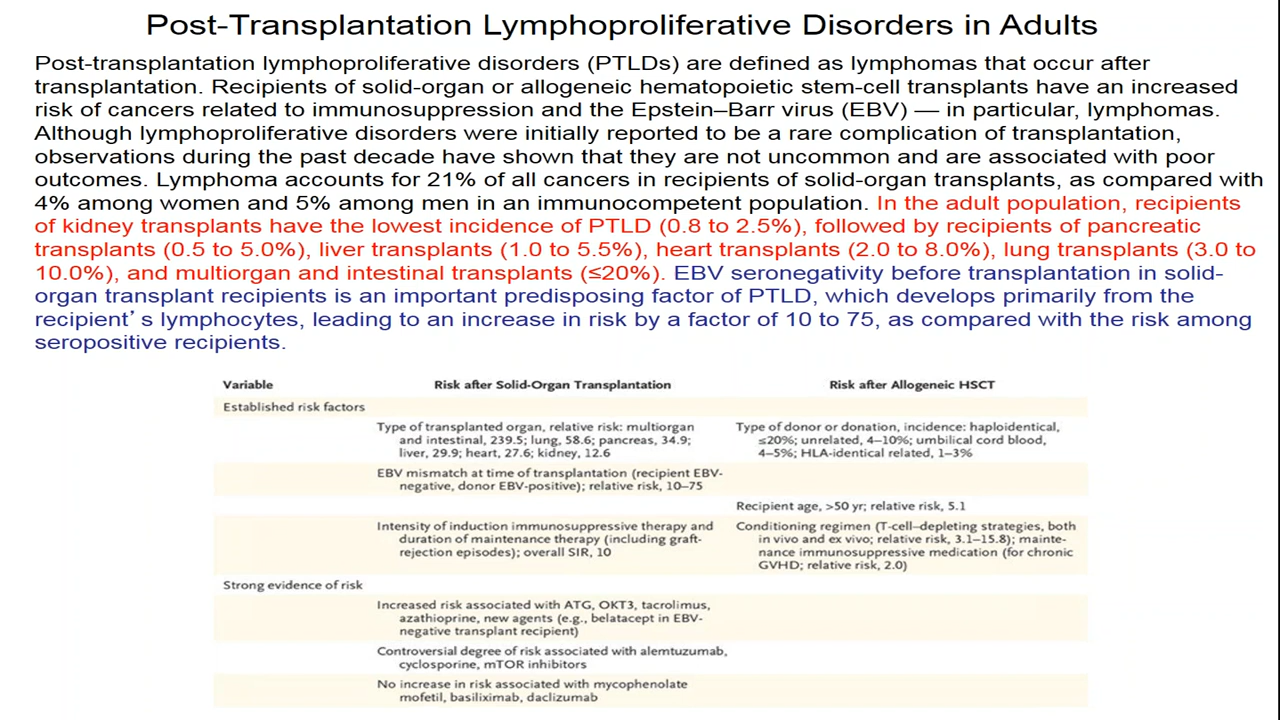 Post-Transplantation Lymphoproliferative Disorders in Adults
Post-transplantation lymphoproliferative disorders (PTLDs) are defined as lymphomas that occur after
transplantation. Recipients of solid-organ or allogeneic hematopoietic stem-cell transplants have an increased
risk of cancers related to immunosuppression and the Epstein–Barr virus (EBV) — in particular, lymphomas.
Although lymphoproliferative disorders were initially reported to be a rare complication of transplantation,
observations during the past decade have shown that they are not uncommon and are associated with poor
outcomes. Lymphoma accounts for 21% of all cancers in recipients of solid-organ transplants, as compared with
4% among women and 5% among men in an immunocompetent population. In the adult population, recipients
of kidney transplants have the lowest incidence of PTLD (0.8 to 2.5%), followed by recipients of pancreatic
transplants (0.5 to 5.0%), liver transplants (1.0 to 5.5%), heart transplants (2.0 to 8.0%), lung transplants (3.0 to
10.0%), and multiorgan and intestinal transplants (≤20%). EBV seronegativity before transplantation in solid-
organ transplant recipients is an important predisposing factor of PTLD, which develops primarily from the
recipient's lymphocytes, leading to an increase in risk by a factor of 10 to 75, as compared with the risk among
seropositive recipients.
Variable Risk after Solid-Organ Transplantation Risk after Allogeneic HSCT
Established risk factors
Type of transplanted organ, relative risk: multiorgan
and intestinal, 239.5; lung, 58.6; pancreas, 34.9;
liver, 29.9; heart, 27.6; kidney, 12.6
Type of donor or donation, incidence: haploidentical,
≤20%; unrelated, 4–10%; umbilical cord blood,
4–5%; HLA-identical related, 1–3%
EBV mismatch at time of transplantation (recipient EBV-
negative, donor EBV-positive); relative risk, 10–75
Recipient age, >50 yr; relative risk, 5.1
Intensity of induction immunosuppressive therapy and
duration of maintenance therapy (including graft-
rejection episodes); overall SIR, 10
Conditioning regimen (T-cell–depleting strategies, both
in vivo and ex vivo; relative risk, 3.1–15.8); mainte-
nance immunosuppressive medication (for chronic
GVHD; relative risk, 2.0)
Strong evidence of risk
Increased risk associated with ATG, OKT3, tacrolimus,
azathioprine, new agents (e.g., belatacept in EBV-
negative transplant recipient)
Controversial degree of risk associated with alemtuzumab,
cyclosporine, mTOR inhibitors
No increase in risk associated with mycophenolate
mofetil, basiliximab, daclizumab